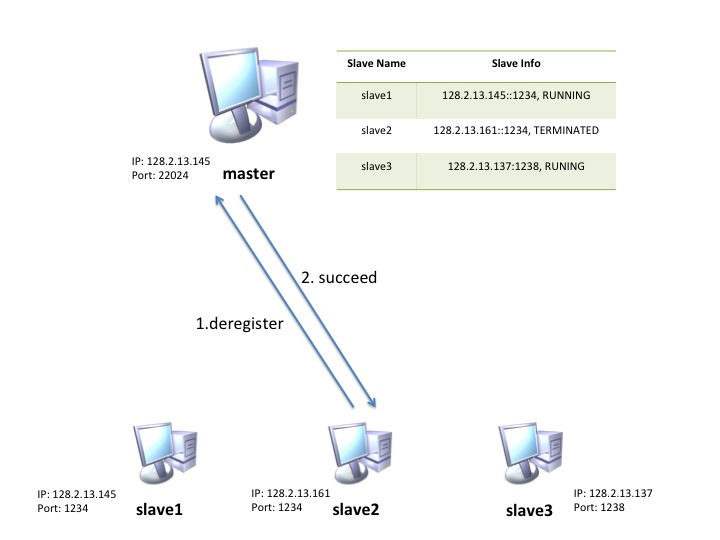 Slave Name Slave Info
slave1 128.2.13.145::1234, RUNNING
slave2 128.2.13.161::1234, TERMINATED
slave3 128.2.13.137:1238, RUNING
IP: 128.2.13.145
Port: 22024
master
2. succeed
1.deregister
IP: 128.2.13.145
Port: 1234
slave1
IP: 128.2.13.161
Port: 1234
slave2
slave3
IP: 128.2.13.137
Port: 1238